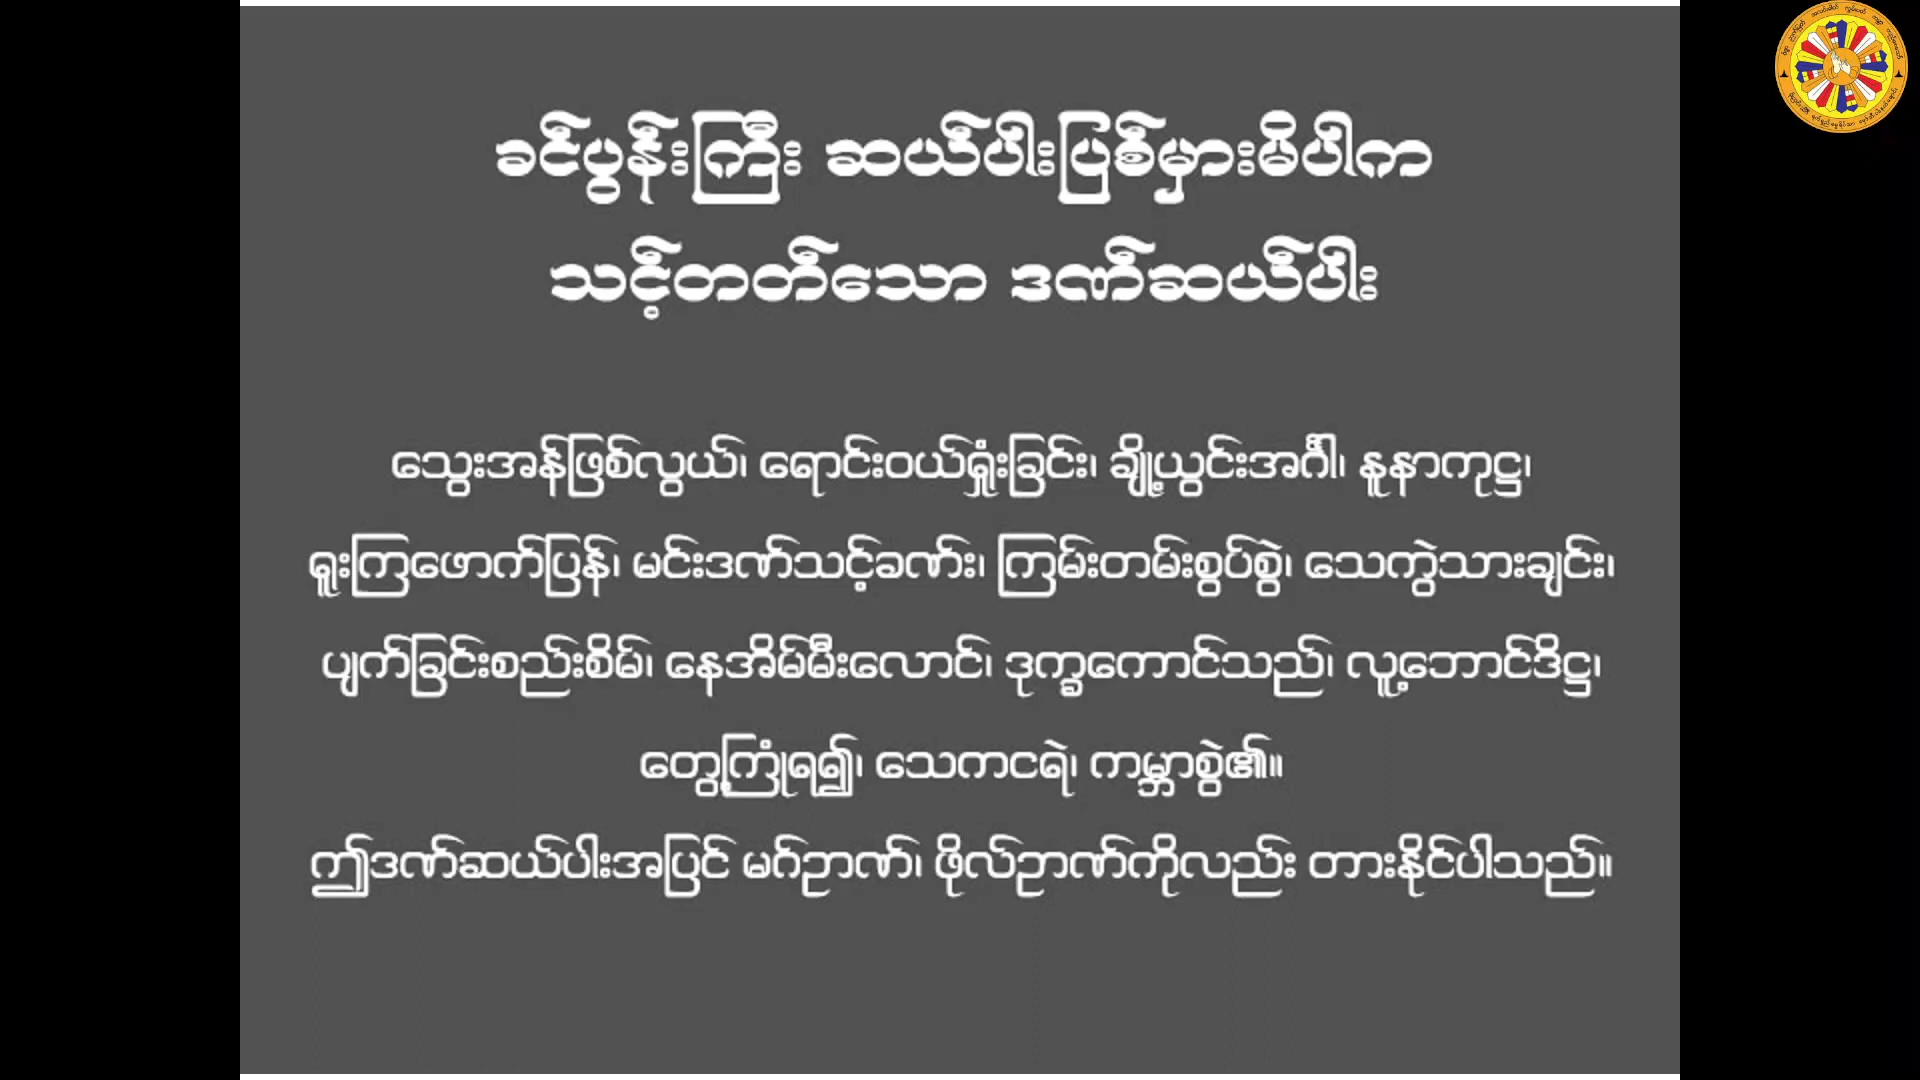 ခင်ပွန်းကြီး ဆယ်ပါးပြစ်မှားမိပါက
သင့်တတ်သော ဒဏ်ဆယ်ပါး
သွေးအန်ဖြစ်လွယ်၊ ရောင်းဝယ်ရှုံးခြင်း၊ ချို့ယွင်းအင်္ဂါ၊ နူနာကုဋ္ဌ၊
ရူးကြဖောက်ပြန်၊ မင်းဒဏ်သင့်ခဏ်း၊ ကြမ်းတမ်းစွပ်စွဲ၊ သေကွဲသားချင်း၊
ပျက်ခြင်းစည်းစိမ်၊ နေအိမ်မီးလောင်၊ ဒုက္ခကောင်သည်၊ လူ့ဘောင်ဒိဋ္ဌ၊
တွေ့ကြုံရ၍၊ သေကငရဲ၊ ကမ္ဘာစွဲ၏။
ဤဒဏ်ဆယ်ပါးအပြင် မဂ်ဉာဏ်၊ ဖိုလ်ဉာဏ်ကိုလည်း တားနိုင်ပါသည်။